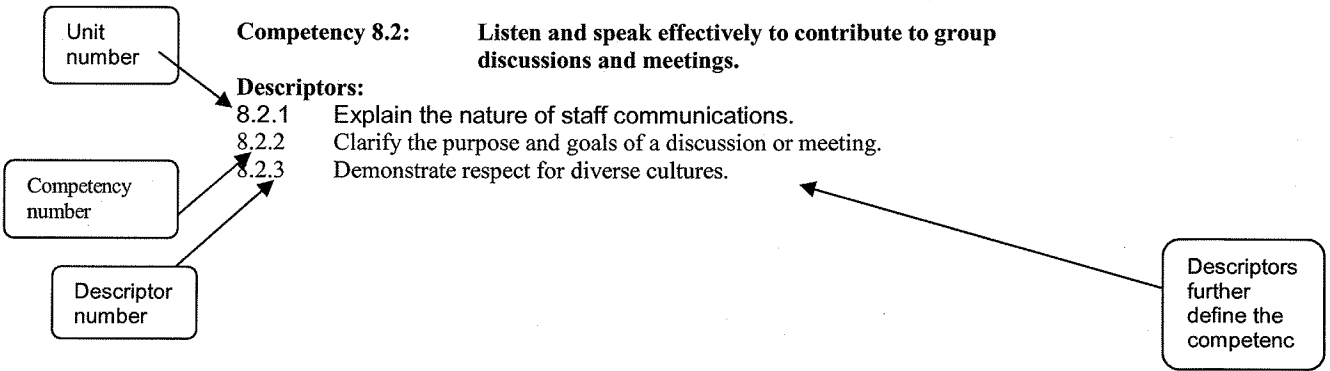 Unit
number
Competency 8.2: Listen and speak effectively to contribute to group
discussions and meetings.
Descriptors:
8.2.1 Explain the nature of staff communications.
8.2.2 Clarify the purpose and goals of a discussion or meeting.
8.2.3 Demonstrate respect for diverse cultures.
Competency
number
Descriptor
number
Descriptors
further
define the
competenc